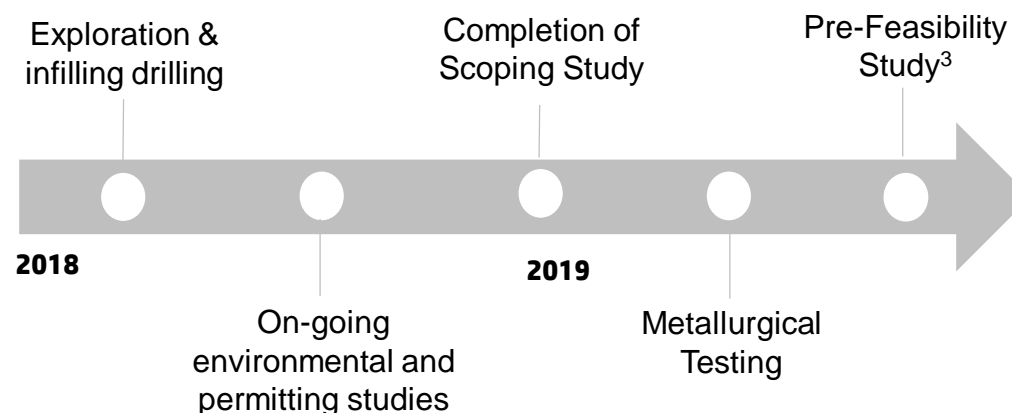 Exploration &
infilling drilling
Completion of
Scoping Study
Pre-Feasibility
Study³
2018
2019
On-going
environmental and
permitting studies
Metallurgical
Testing